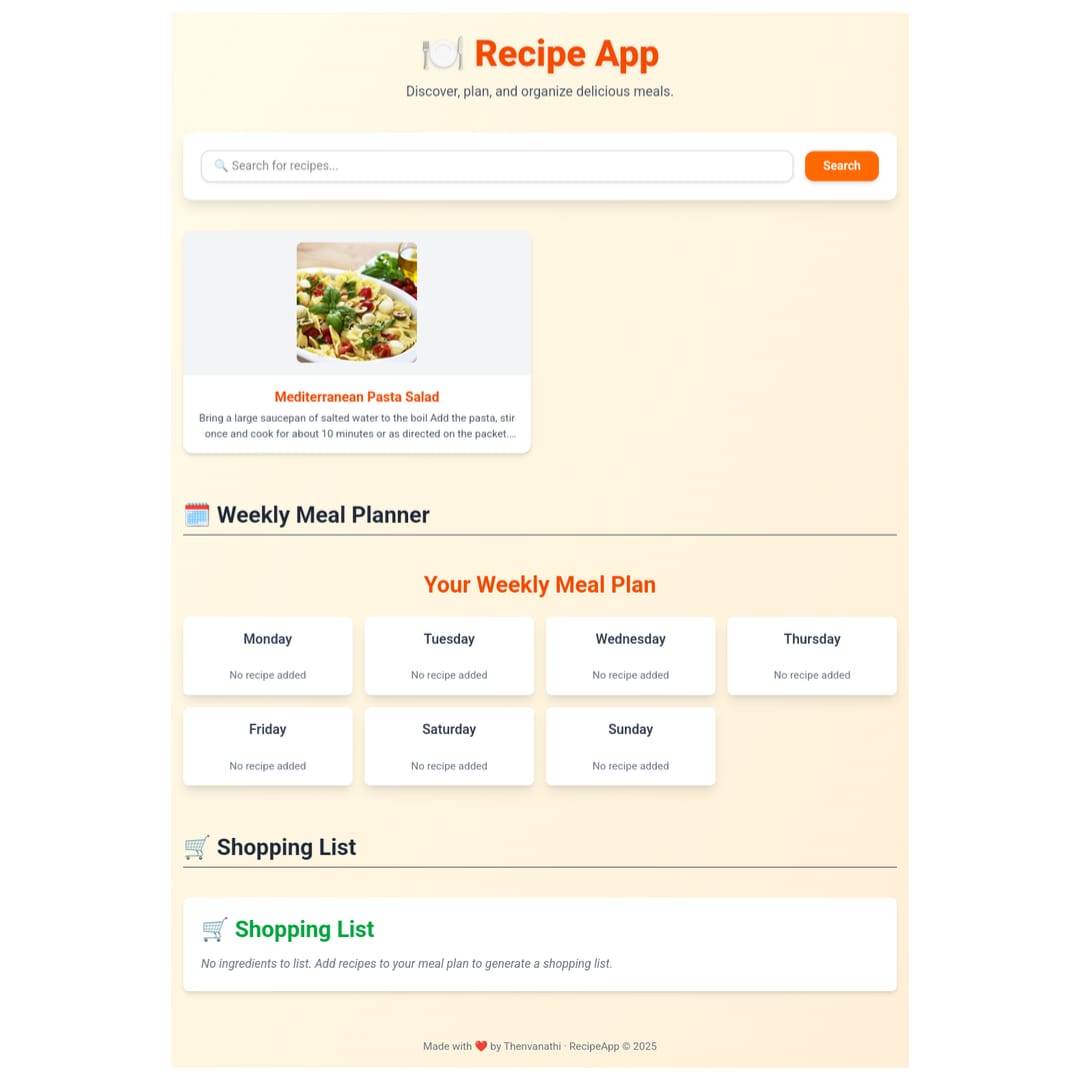 🍽️ Recipe App
Discover, plan, and organize delicious meals.
🔍 Search for recipes...
Search
Mediterranean Pasta Salad
Bring a large saucepan of salted water to the boil Add the pasta, stir
once and cook for about 10 minutes or as directed on the packet....
🗓️ Weekly Meal Planner
Your Weekly Meal Plan
Monday
No recipe added
Tuesday
No recipe added
Wednesday
No recipe added
Thursday
No recipe added
Friday
No recipe added
Saturday
No recipe added
Sunday
No recipe added
🛒 Shopping List
🛒 Shopping List
No ingredients to list. Add recipes to your meal plan to generate a shopping list.
Made with ❤️ by Thenvanathi · RecipeApp © 2025